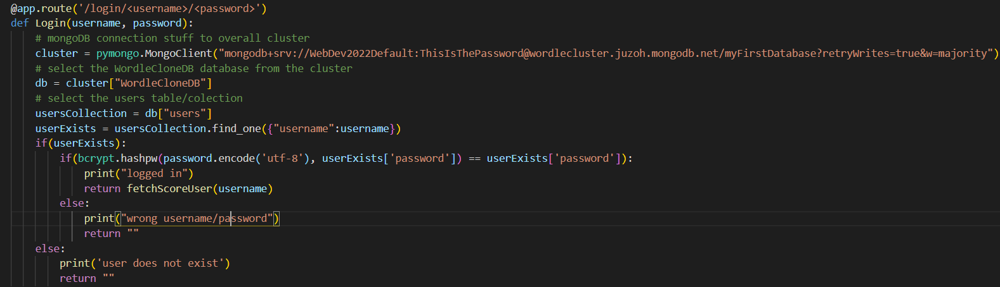 @app.route('/login/<username>/<password>')
def Login(username, password):
    # mongoDB connection stuff to overall cluster
    cluster = pymongo.MongoClient("mongodb+srv://WebDev2022Default:ThisIsThePassword@wordlecluster.juzoh.mongodb.net/myFirstDatabase?retryWrites=true&w=majority")
    # select the WordleCloneDB database from the cluster
    db = cluster["WordleCloneDB"]
    # select the users table/colection
    usersCollection = db["users"]
    userExists = usersCollection.find_one({"username":username})
    if(userExists):
        if(bcrypt.hashpw(password.encode('utf-8'), userExists['password']) == userExists['password']):
            print("logged in")
            return fetchScoreUser(username)
        else:
            print("wrong username/password")
            return ""
    else:
        print('user does not exist')
        return ""